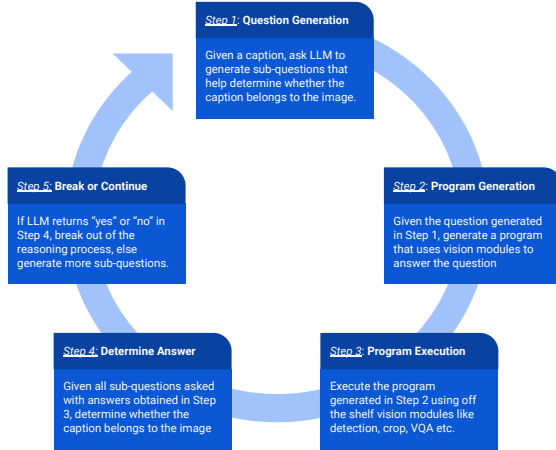 Step 1: Question Generation
Given a caption, ask LLM to
generate sub-questions that
help determine whether the
caption belongs to the image.
Step 2: Program Generation
Given the question generated
in Step 1, generate a program
that uses vision modules to
answer the question
Step 3: Program Execution
Execute the program
generated in Step 2 using off
the shelf vision modules like
detection, crop, VQA etc.
Step 4: Determine Answer
Given all sub-questions asked
with answers obtained in Step
3, determine whether the
caption belongs to the image
Step 5: Break or Continue
If LLM returns “yes” or “no” in
Step 4, break out of the
reasoning process, else
generate more sub-questions.